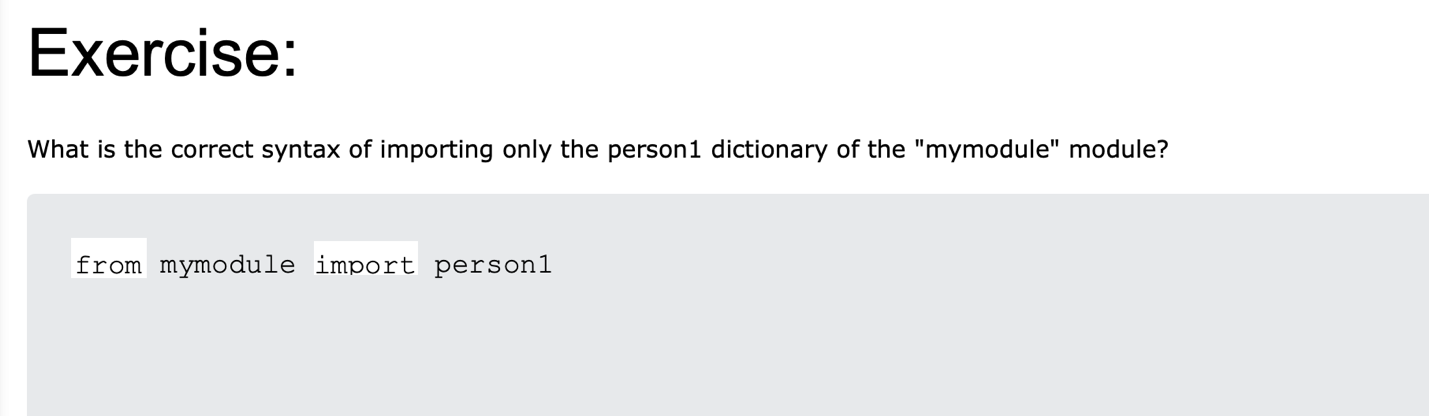 Exercise:
What is the correct syntax of importing only the person1 dictionary of the "mymodule" module?
from mymodule import person1